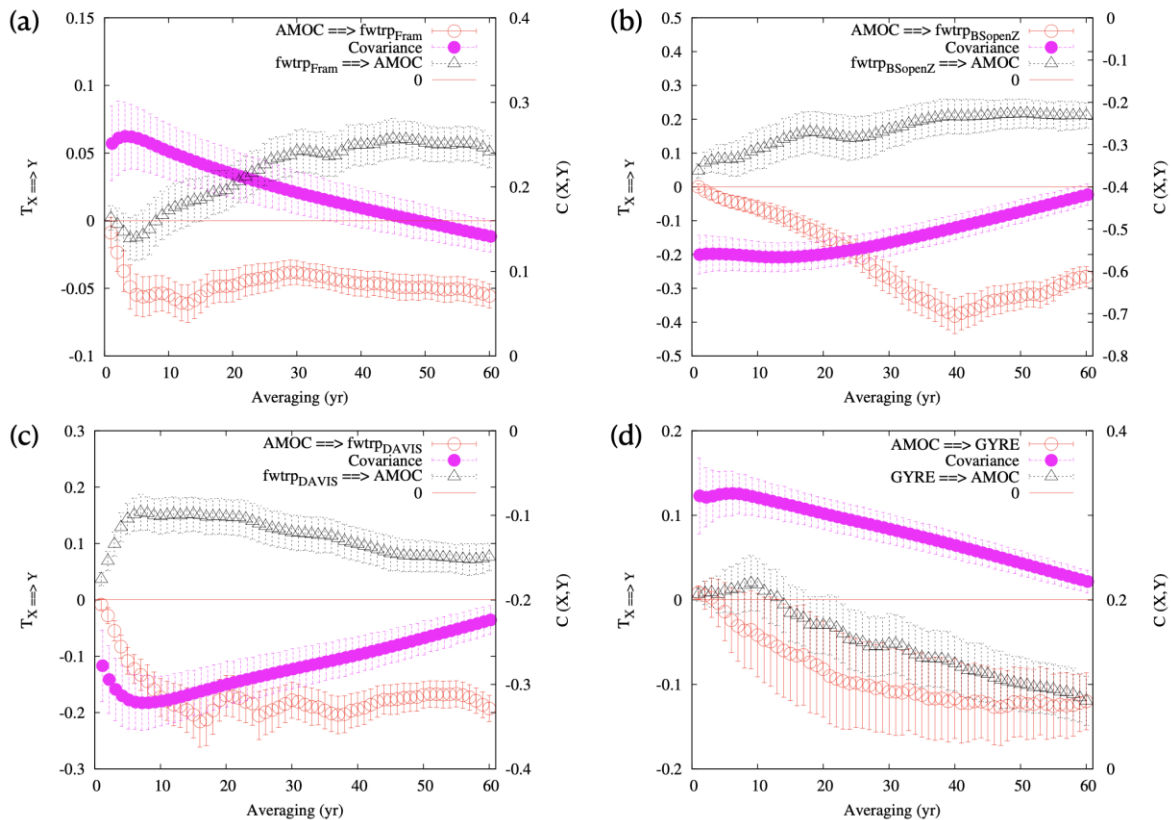 (a)
AMOC ==> fwtrpFram
Covariance
fwtrpFram ==> AMOC
0
0.15
0.1
0.05
0
-0.05
-0.1
T X ==> Y
0.4
0.3
0.2
0.1
0
C (X,Y)
0 10 20 30 40 50 60
Averaging (yr)
(b)
AMOC ==> fwtrpBSopenZ
Covariance
fwtrpBSopenZ ==> AMOC
0
0.5
0.4
0.3
0.2
0.1
0
-0.1
-0.2
-0.3
-0.4
-0.5
T X ==> Y
0
-0.1
-0.2
-0.3
-0.4
-0.5
-0.6
-0.7
-0.8
C (X,Y)
0 10 20 30 40 50 60
Averaging (yr)
(c)
AMOC ==> fwtrpDAVIS
Covariance
fwtrpDAVIS ==> AMOC
0
0.3
0.2
0.1
0
-0.1
-0.2
-0.3
T X ==> Y
0
-0.1
-0.2
-0.3
-0.4
C (X,Y)
0 10 20 30 40 50 60
Averaging (yr)
(d)
AMOC ==> GYRE
Covariance
GYRE ==> AMOC
0
0.2
0.1
0
-0.1
-0.2
T X ==> Y
0.4
0.2
0
C (X,Y)
0 10 20 30 40 50 60
Averaging (yr)